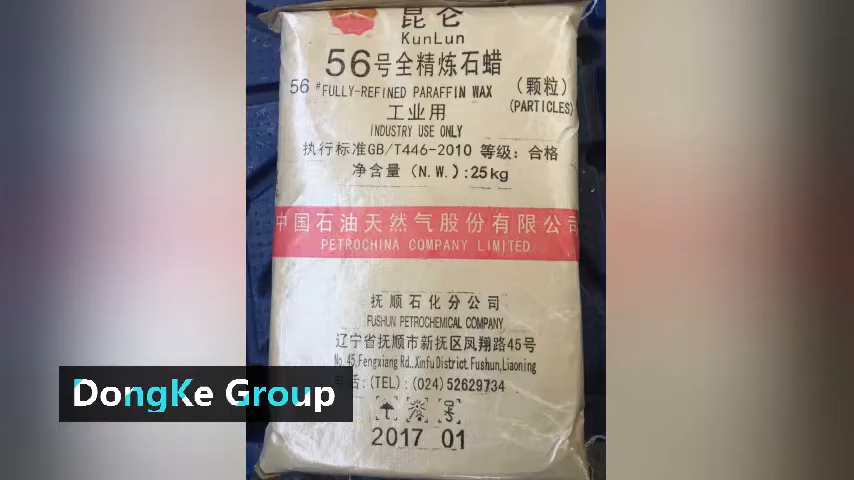 昆仑
KunLun
56号全精炼石蜡
(颗粒)
56 #FULLY-REFINED PARAFFIN WAX
(PARTICLES)
工业用
INDUSTRY USE ONLY
执行标准GB/T446-2010 等级: 合格
净含量 (N.W.):25kg
中国石油天然气股份有限公司
PETROCHINA COMPANY LIMITED
抚顺石化分公司
FUSHUN PETROCHEMICAL COMPANY
辽宁省抚顺市新抚区凤翔路45号
No.45,Fengxiang Rd.,Xinfu District.Fushun,Liaoning
话:(TEL):(024)52629734
DongKe Group
2017 01